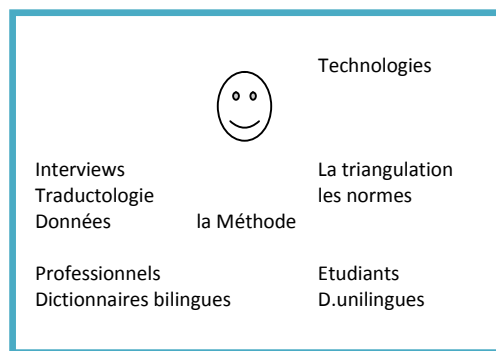 Technologies
Interviews
La triangulation
Traductologie
les normes
Données
la Méthode
Professionnels
Etudiants
Dictionnaires bilingues
D.unilingues